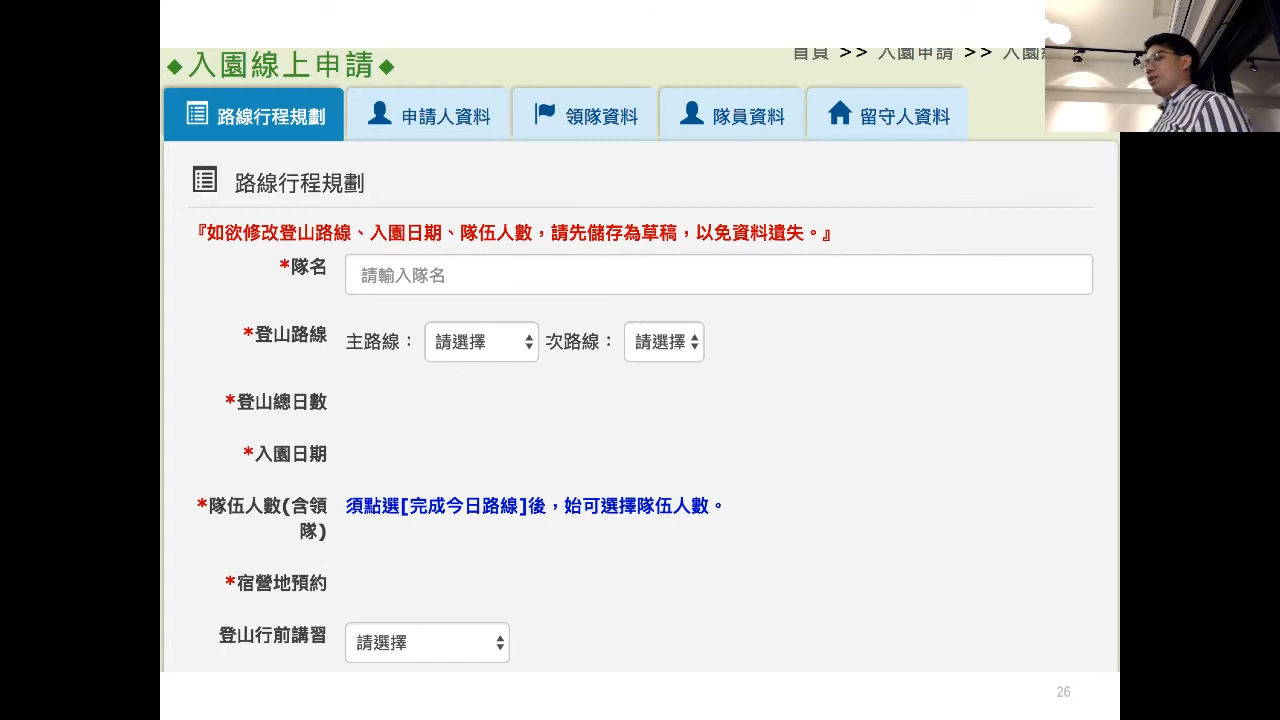 首頁 >> 入園申請 >> 入園
◆入園線上申請◆
路線行程規劃
申請人資料
領隊資料
隊員資料
留守人資料
路線行程規劃
『如欲修改登山路線、入園日期、隊伍人數，請先儲存為草稿，以免資料遺失。』
*隊名
請輸入隊名
*登山路線
主路線： 請選擇 次路線： 請選擇
*登山總日數
*入園日期
*隊伍人數(含領
隊)
須點選[完成今日路線]後，始可選擇隊伍人數。
*宿營地預約
登山行前講習
請選擇
26